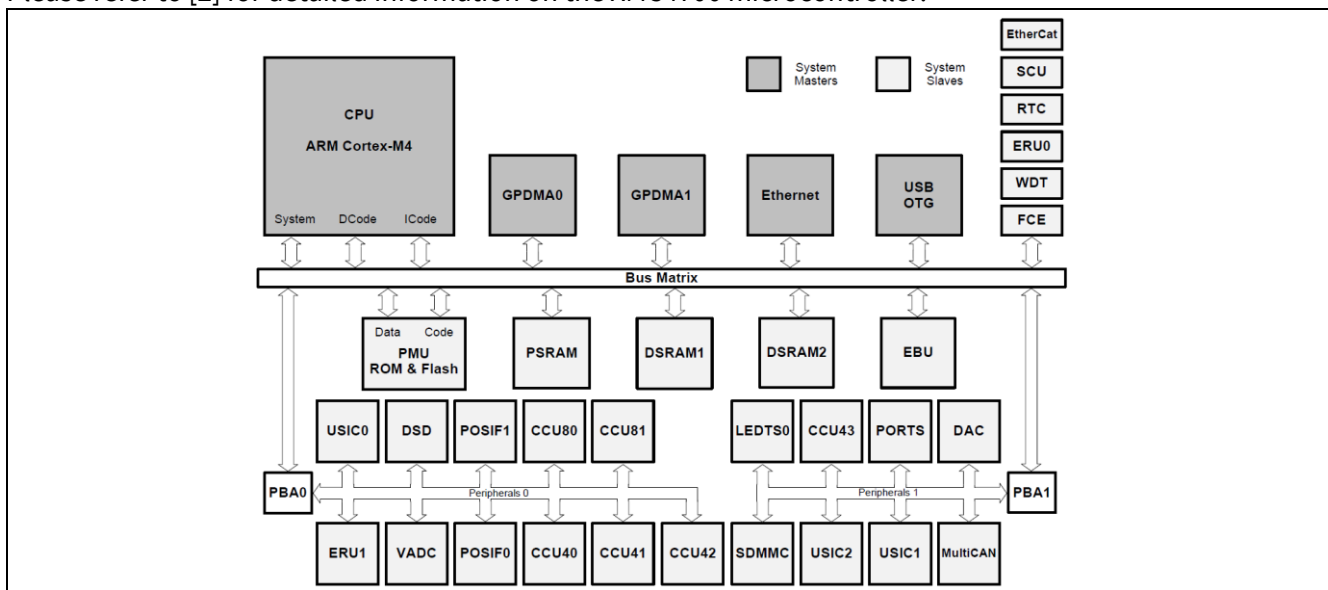 Please refer to for detailed information on the microcontroller.
EtherCat
System
Masters
System
Slaves
SCU
CPU
RTC
ARM Cortex-M4
ERU0
GPDMA0
GPDMA1
Ethernet
USB
OTG
WDT
System DCode ICode
FCE
Bus Matrix
Data Code
PMU
ROM & Flash
PSRAM
DSRAM1
DSRAM2
EBU
USIC0 DSD POSIF1 CCU80 CCU81 LEDTS0 CCU43 PORTS DAC
PBA0 Peripherals 0 Peripherals 1 PBA1
ERU1 VADC POSIF0 CCU40 CCU41 CCU42 SDMMC USIC2 USIC1 MultiCAN